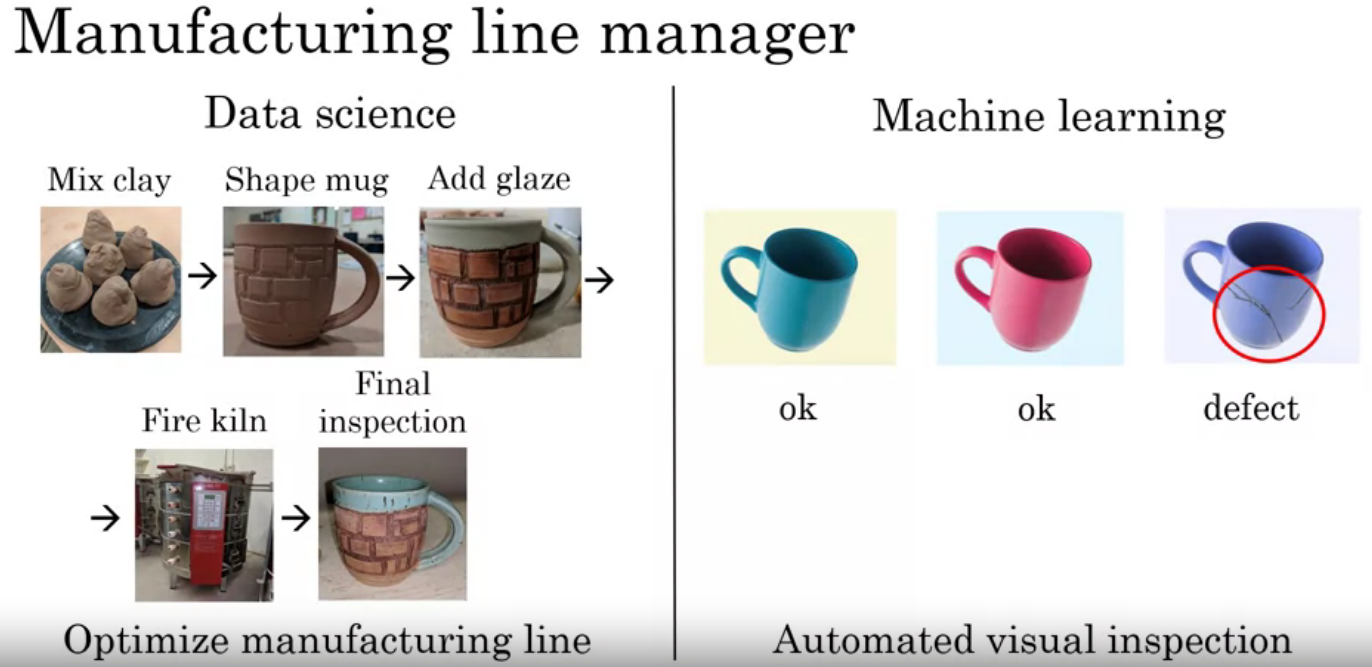 Manufacturing line manager
Data science
Mix clay
Shape mug
Add glaze
Fire kiln
Final
inspection
Optimize manufacturing line
Machine learning
ok
ok
defect
Automated visual inspection